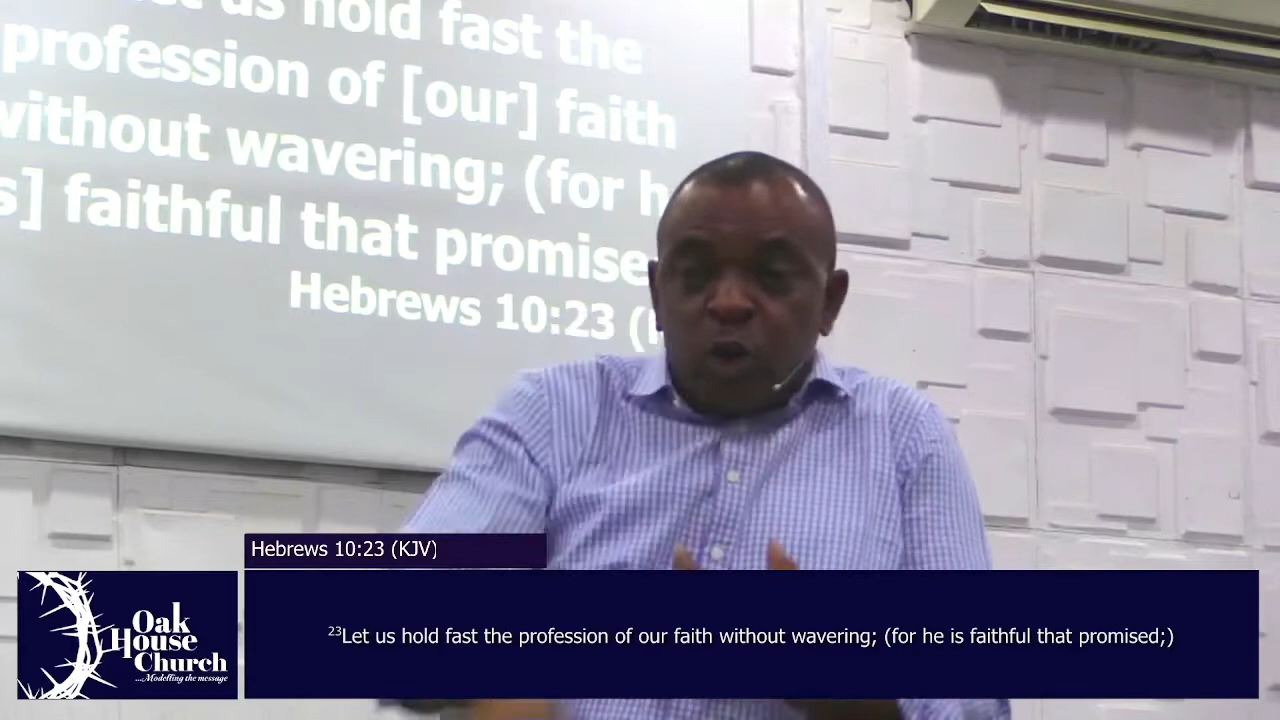 let us hold fast the
profession of [our] faith
without wavering; (for h
s] faithful that promise
Hebrews 10:23 (
Hebrews 10:23 (KJV)
23Let us hold fast the profession of our faith without wavering; (for he is faithful that promised;)
Oak
House
Church
...Modelling the message